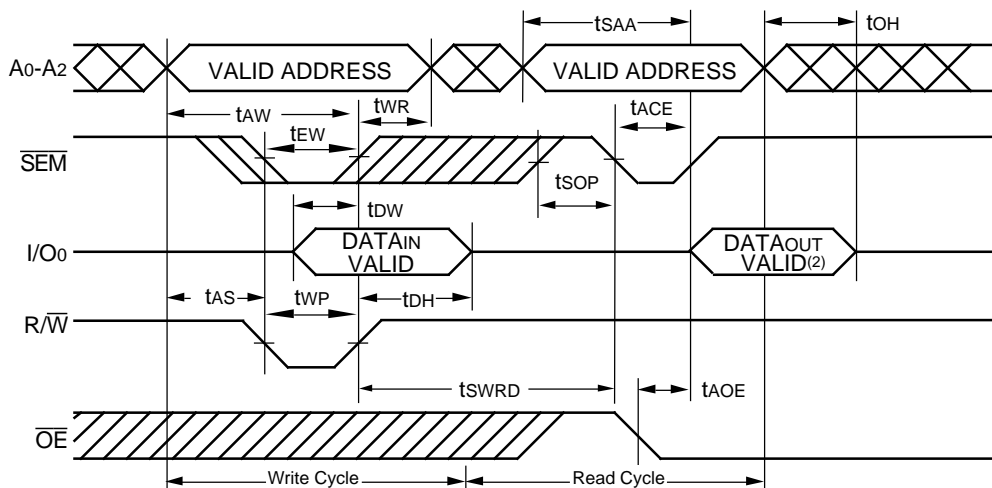 tSAA
tOH
A0-A2
VALID ADDRESS
VALID ADDRESS
tAW
tWR
tACE
tEW
SEM
tSOP
tDW
I/O0
DATAIN
VALID
DATAOUT
VALID(2)
tAS
tWP
tDH
R/W
tSWRD
tAOE
OE
Write Cycle
Read Cycle